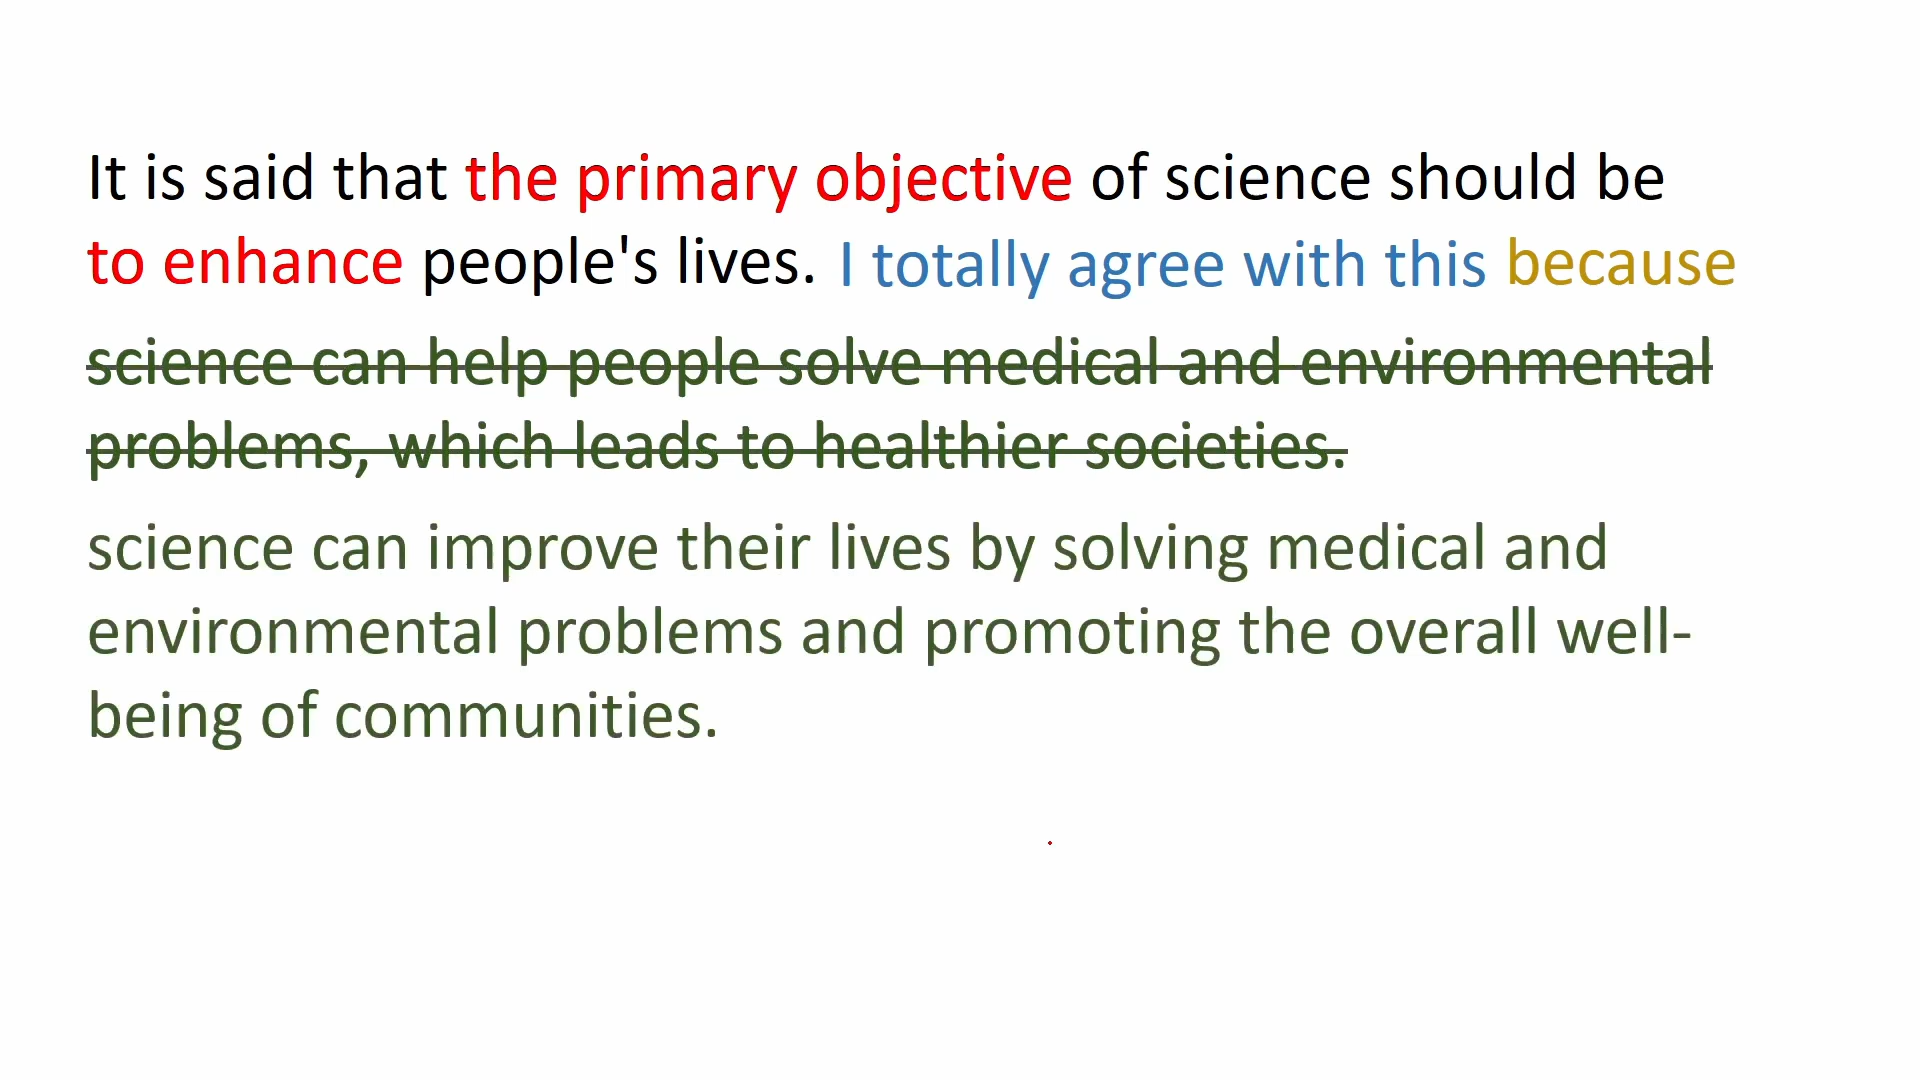 It is said that the primary objective of science should be
to enhance people's lives. I totally agree with this because
science can help people solve medical and environmental
problems, which leads to healthier societies.
science can improve their lives by solving medical and
environmental problems and promoting the overall well-
being of communities.